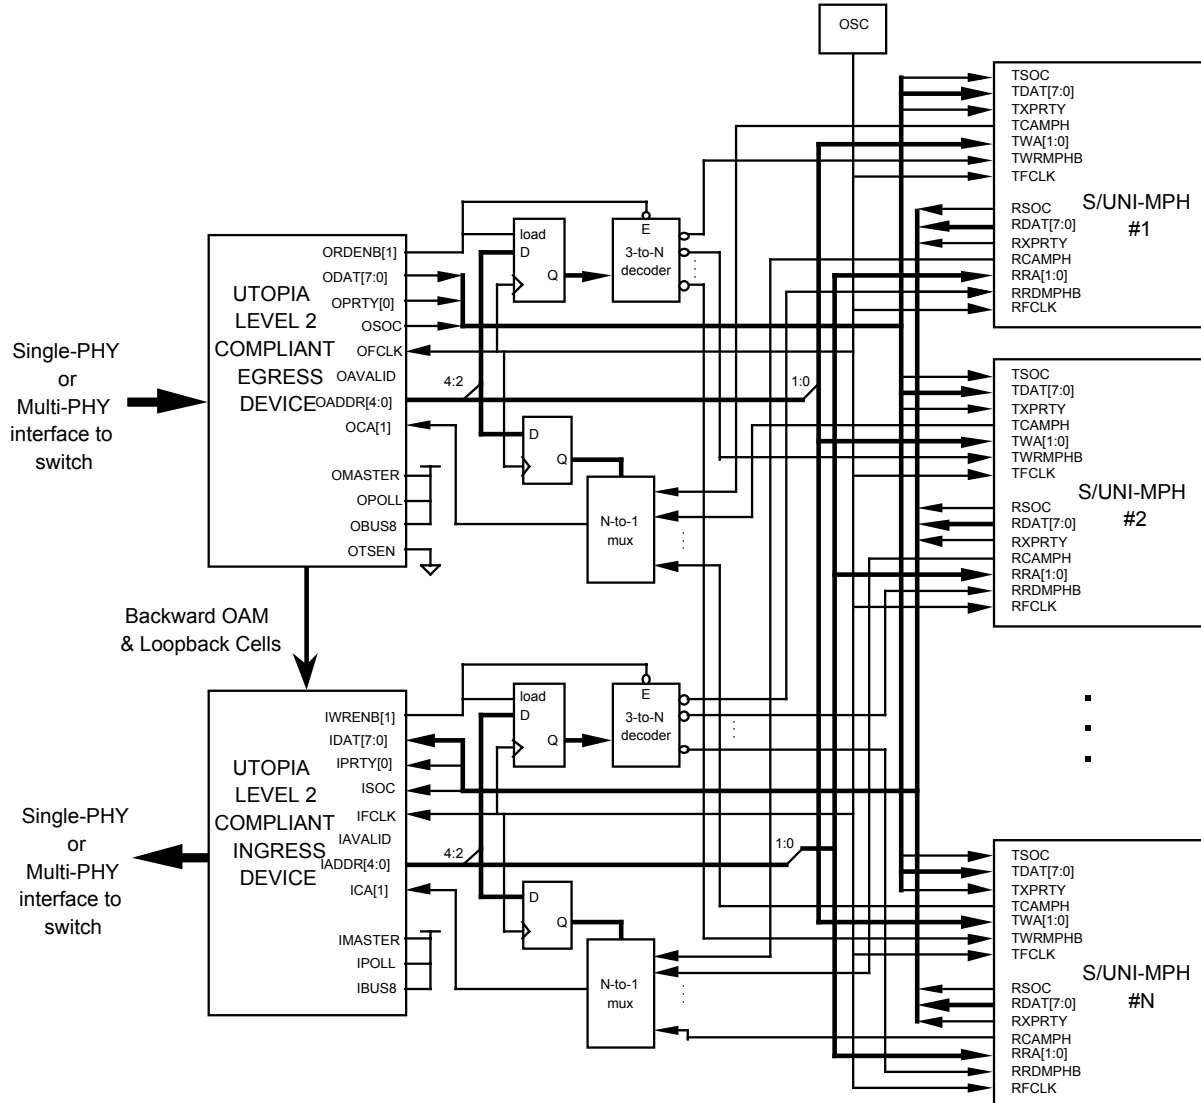 OSC
Single-PHY
or
Multi-PHY
interface to
switch
UTOPIA
LEVEL 2
COMPLIANT
EGRESS
DEVICE
ORDENB[1]
ODAT[7:0]
OPRTY[0]
OSOC
OFCLK
OAVALID
OADDR[4:0]
OCA[1]
OMASTER
OPOLL
OBUS8
OTSEN
load
D
Q
E
3-to-N
decoder
4:2
1:0
D
Q
N-to-1
mux
TSOC
TDAT[7:0]
TXPRTY
TCAMPH
TWA[1:0]
TWRMPHB
TFCLK
RSOC
RDAT[7:0]
RXPRTY
RCAMPH
RRA[1:0]
RRDMPHB
RFCLK
S/UNI-MPH
#1
TSOC
TDAT[7:0]
TXPRTY
TCAMPH
TWA[1:0]
TWRMPHB
TFCLK
RSOC
RDAT[7:0]
RXPRTY
RCAMPH
RRA[1:0]
RRDMPHB
RFCLK
S/UNI-MPH
#2
Backward OAM
& Loopback Cells
Single-PHY
or
Multi-PHY
interface to
switch
UTOPIA
LEVEL 2
COMPLIANT
INGRESS
DEVICE
IWRENB[1]
IDAT[7:0]
IPRTY[0]
ISOC
IFCLK
IAVALID
IADDR[4:0]
ICA[1]
IMASTER
IPOLL
IBUS8
load
D
Q
E
3-to-N
decoder
4:2
1:0
D
Q
N-to-1
mux
TSOC
TDAT[7:0]
TXPRTY
TCAMPH
TWA[1:0]
TWRMPHB
TFCLK
RSOC
RDAT[7:0]
RXPRTY
RCAMPH
RRA[1:0]
RRDMPHB
RFCLK
S/UNI-MPH
#N